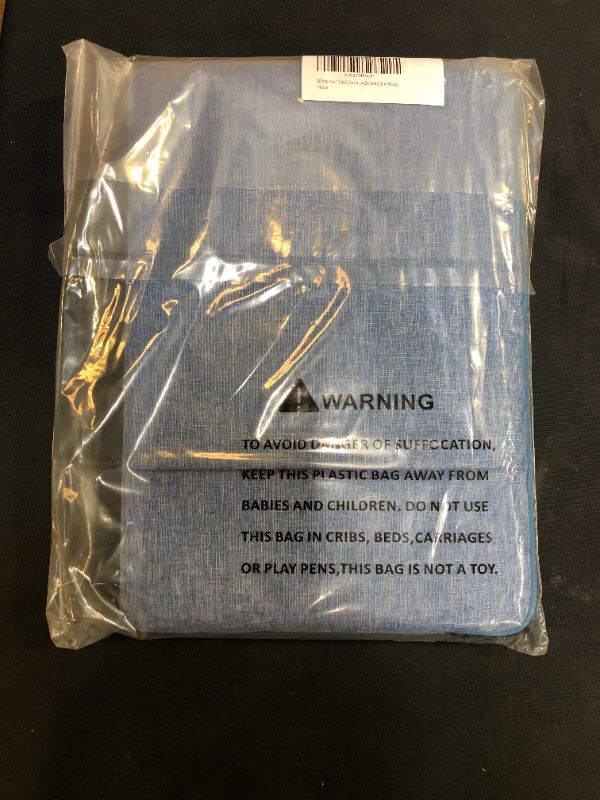 WARNING
TO AVOID DANGER OF SUFFOCATION,
KEEP THIS PLASTIC BAG AWAY FROM
BABIES AND CHILDREN. DO NOT USE
THIS BAG IN CRIBS, BEDS,CARRIAGES
OR PLAY PENS,THIS BAG IS NOT A TOY.